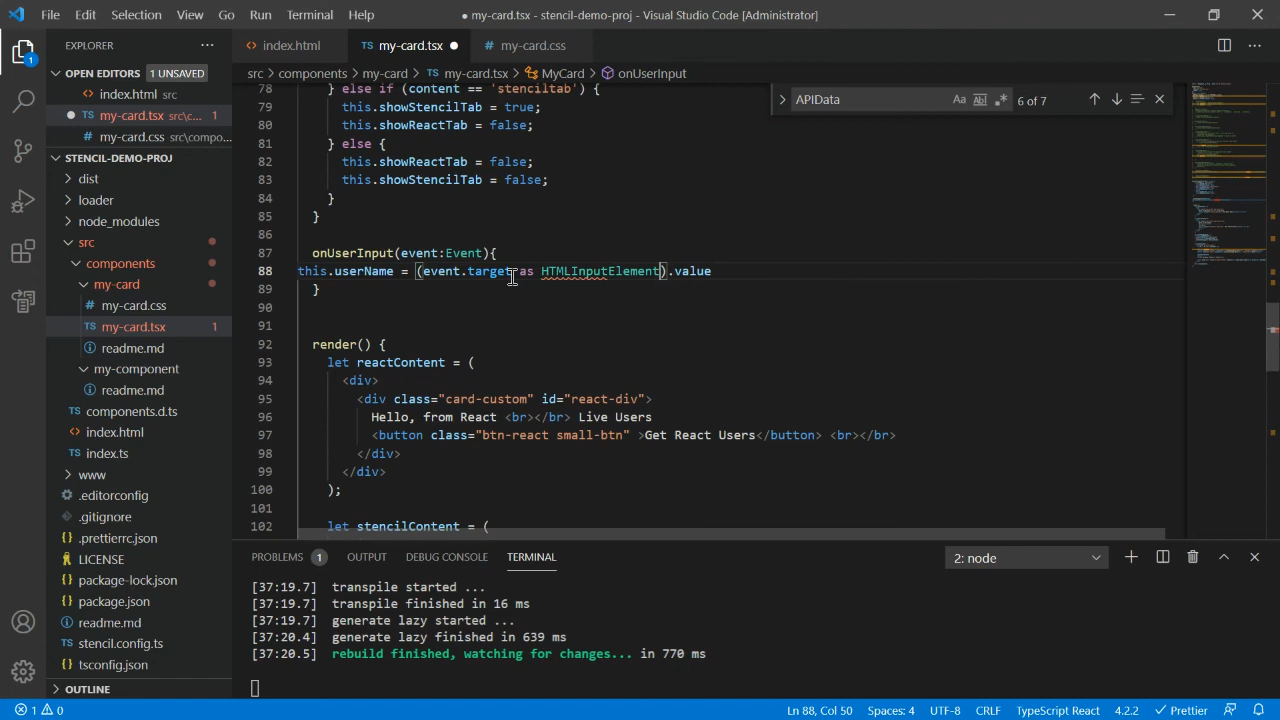 File Edit Selection View Go Run Terminal Help ● my-card.tsx - stencil-demo-proj - Visual Studio Code [Administrator]
EXPLORER ···
index.html TS my-card.tsx ● # my-card.css
OPEN EDITORS 1 UNSAVED
index.html src
TS my-card.tsx src\c... 1
# my-card.css src\compo...
STENCIL-DEMO-PROJ
dist
loader
node_modules
src
components
my-card
# my-card.css
TS my-card.tsx 1
readme.md
my-component
readme.md
TS components.d.ts
index.html
TS index.ts
www
.editorconfig
.gitignore
.prettierrc.json
LICENSE
package-lock.json
package.json
readme.md
TS stencil.config.ts
tsconfig.json
OUTLINE
1
src > components > my-card > TS my-card.tsx > MyCard > onUserInput
APIData Aa Ab 6 of 7
78 } else if (content == 'stenciltab') {
79 this.showStencilTab = true;
80 this.showReactTab = false;
81 } else {
82 this.showReactTab = false;
83 this.showStencilTab = false;
84 }
85 }
86
87 onUserInput(event:Event){
88 this.userName = (event.target as HTMLInputElement).value
89 }
90
91
92 render() {
93 let reactContent = (
94 <div>
95 <div class="card-custom" id="react-div">
96 Hello, from React <br></br> Live Users
97 <button class="btn-react small-btn" >Get React Users</button> <br></br>
98 </div>
99 </div>
100 );
101
102 let stencilContent = (
PROBLEMS 1 OUTPUT DEBUG CONSOLE TERMINAL 2: node
[37:19.7] transpile started ...
[37:19.7] transpile finished in 16 ms
[37:19.7] generate lazy started ...
[37:20.4] generate lazy finished in 639 ms
[37:20.5] rebuild finished, watching for changes... in 770 ms
1 0 Ln 88, Col 50 Spaces: 4 UTF-8 CRLF TypeScript React 4.2.2 Prettier